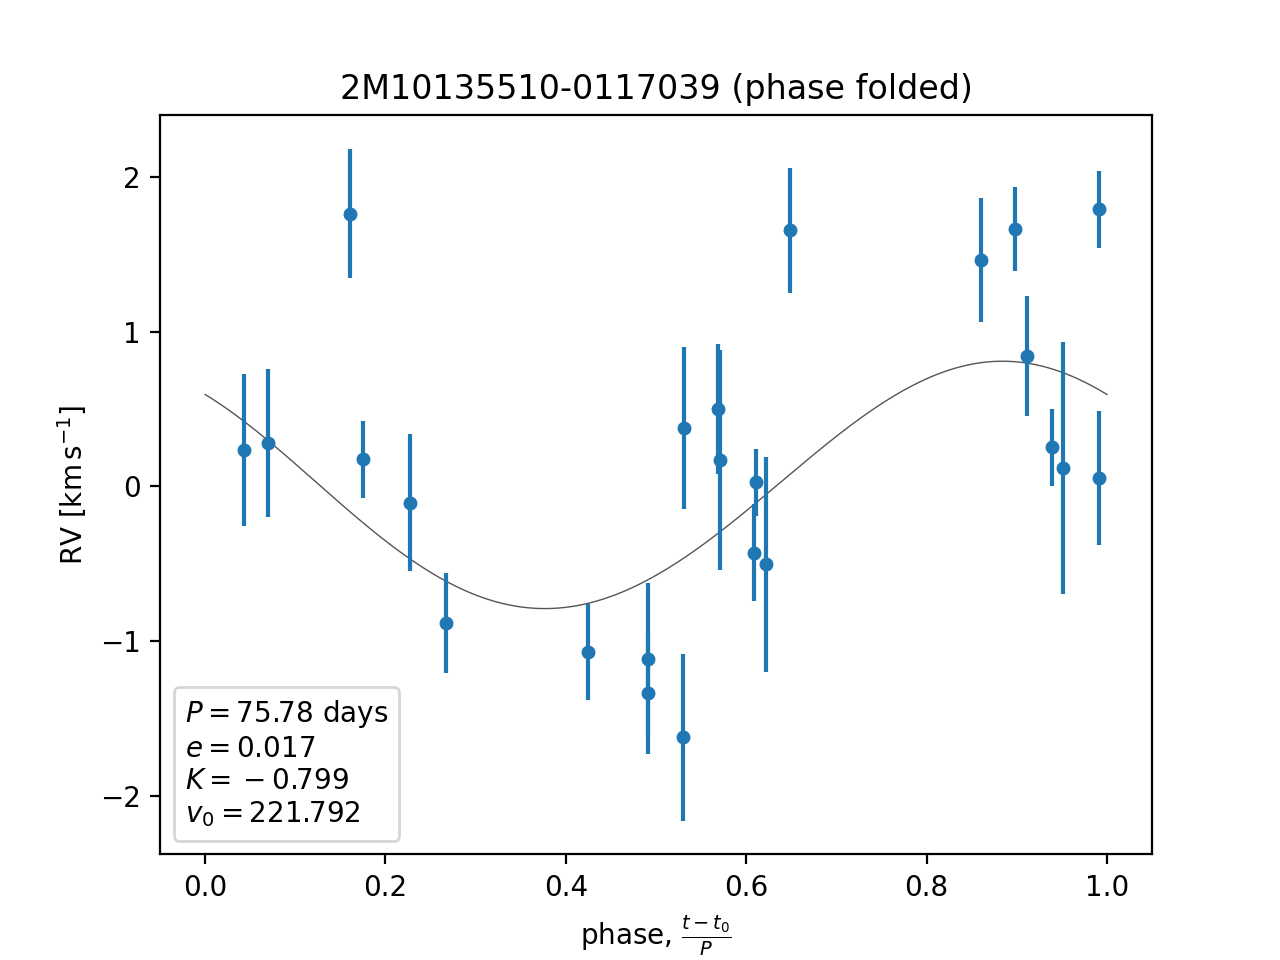 2M10135510-0117039 (phase folded)
RV [km s⁻¹]
2
1
0
−1
−2
P = 75.78 days
e = 0.017
K = −0.799
v₀ = 221.792
0.0 0.2 0.4 0.6 0.8 1.0
phase, (t − t₀)/P